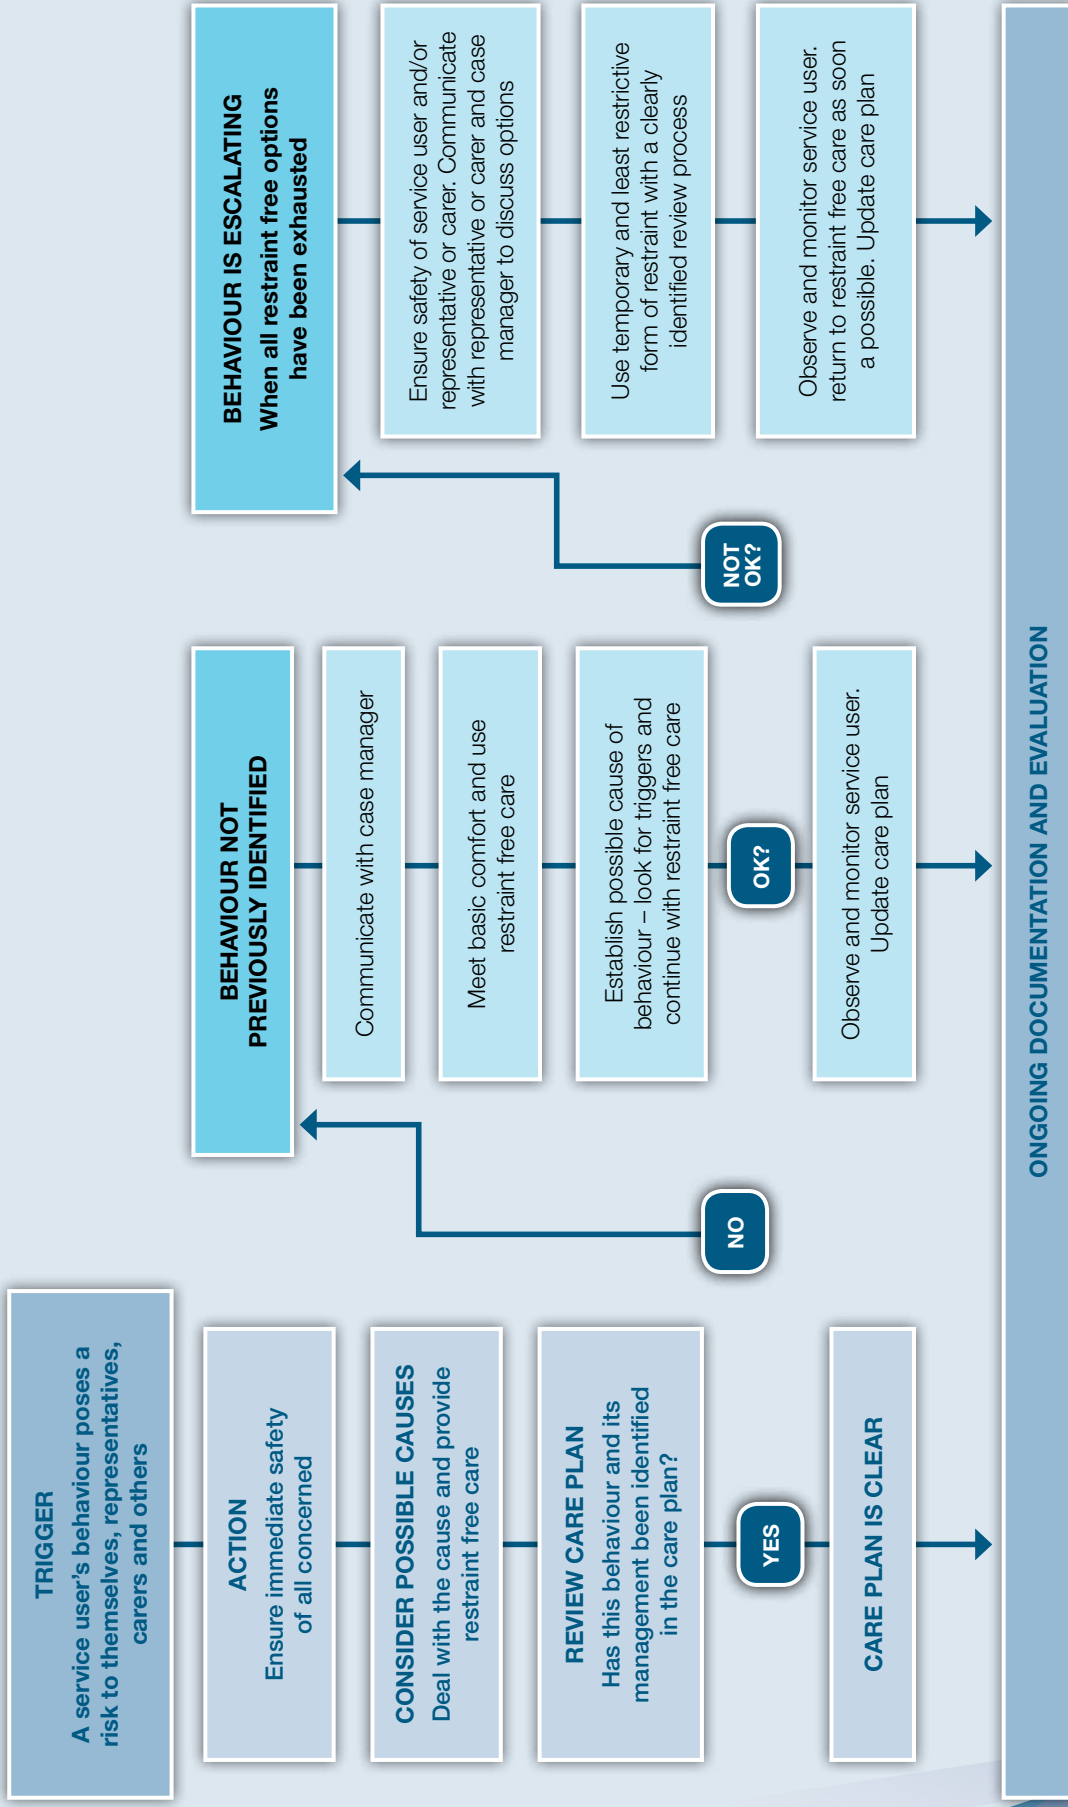 TRIGGER
A service user's behaviour poses a
risk to themselves, representatives,
carers and others
ACTION
Ensure immediate safety
of all concerned
CONSIDER POSSIBLE CAUSES
Deal with the cause and provide
restraint free care
REVIEW CARE PLAN
Has this behaviour and its
management been identified
in the care plan?
YES
CARE PLAN IS CLEAR
NO
BEHAVIOUR NOT
PREVIOUSLY IDENTIFIED
Communicate with case manager
Meet basic comfort and use
restraint free care
Establish possible cause of
behaviour – look for triggers and
continue with restraint free care
OK?
Observe and monitor service user.
Update care plan
NOT
OK?
BEHAVIOUR IS ESCALATING
When all restraint free options
have been exhausted
Ensure safety of service user and/or
representative or carer. Communicate
with representative or carer and case
manager to discuss options
Use temporary and least restrictive
form of restraint with a clearly
identified review process
Observe and monitor service user.
return to restraint free care as soon
a possible. Update care plan
ONGOING DOCUMENTATION AND EVALUATION